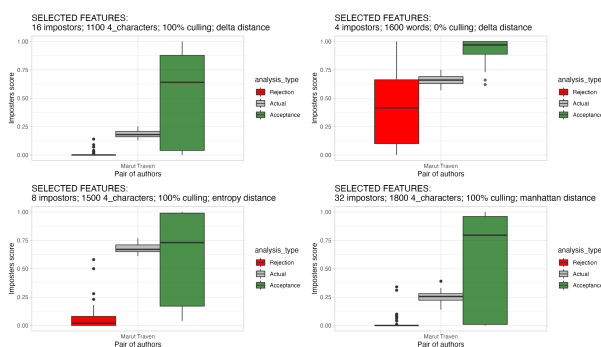 SELECTED FEATURES:
16 impostors; 1100 4_characters; 100% culling; delta distance
1.00
0.75
0.50
0.25
0.00
Imposters score
Marut Traven
Pair of authors
analysis_type
Rejection
Actual
Acceptance
SELECTED FEATURES:
4 impostors; 1600 words; 0% culling; delta distance
1.00
0.75
0.50
0.25
0.00
Imposters score
Marut Traven
Pair of authors
analysis_type
Rejection
Actual
Acceptance
SELECTED FEATURES:
8 impostors; 1500 4_characters; 100% culling; entropy distance
1.00
0.75
0.50
0.25
0.00
Imposters score
Marut Traven
Pair of authors
analysis_type
Rejection
Actual
Acceptance
SELECTED FEATURES:
32 impostors; 1800 4_characters; 100% culling; manhattan distance
1.00
0.75
0.50
0.25
0.00
Imposters score
Marut Traven
Pair of authors
analysis_type
Rejection
Actual
Acceptance